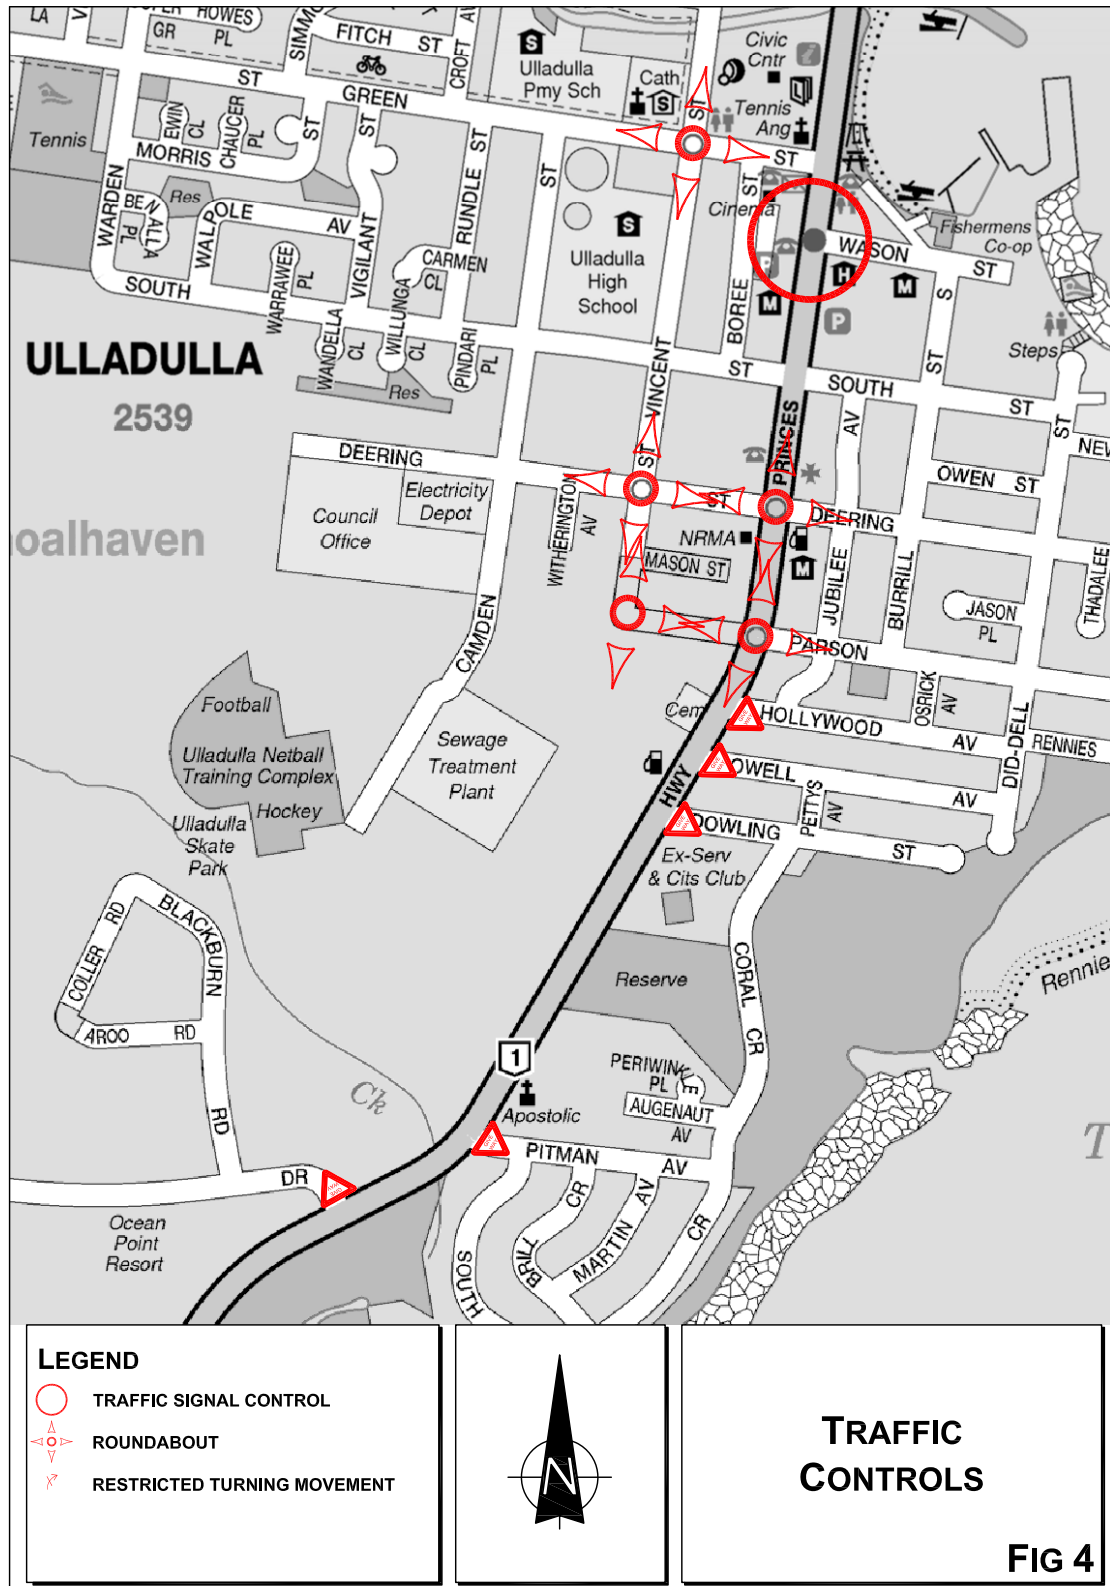 LA
HOWES
GR
PL
SIMMO
FITCH ST
CROFT AV
ST
GREEN
Ulladulla
Pmy Sch
Cath
Civic
Cntr
Tennis
Ang
ST
ST
Tennis
EWIN CL
CHAUCER PL
MORRIS
ST
ST
RUNDLE ST
ST
ST
Cinema
WARDEN
BENALLA PL
Res
WALPOLE AV
VIGILANT
CARMEN CL
Ulladulla
High
School
WASON
ST
Fishermens
Co-op
SOUTH
WARRAWEE PL
WANDELLA CL
WILLUNGA CL
PINDARI PL
Res
VINCENT
ST
BOREE
ST
SOUTH
ST
S
ST
Steps
ST
ULLADULLA
2539
DEERING
Electricity
Depot
Council
Office
oalhaven
WITHERINGTON AV
ST
PRINCES
AV
DEERING
OWEN ST
NEW
NRMA
MASON ST
JUBILEE
BURRILL
JASON
PL
THADALEE
CAMDEN
PARSON
Football
Ulladulla Netball
Training Complex
Hockey
Ulladulla
Skate
Park
Sewage
Treatment
Plant
Cem
HOLLYWOOD
AV
OSRICK AV
DID-DELL
RENNIES
HWY
OWELL
AV
PETTYS AV
DOWLING
ST
Ex-Serv
& Cits Club
COLLER RD
BLACKBURN
RD
AROO RD
CORAL
CR
Reserve
Rennie
1
Ck
PERIWINKLE
PL
AUGENAUT
AV
Apostolic
PITMAN
AV
T
DR
Ocean
Point
Resort
SOUTH
BRILL
CR
MARTIN
AV
CR
LEGEND
TRAFFIC SIGNAL CONTROL
ROUNDABOUT
RESTRICTED TURNING MOVEMENT
N
TRAFFIC
CONTROLS
FIG 4